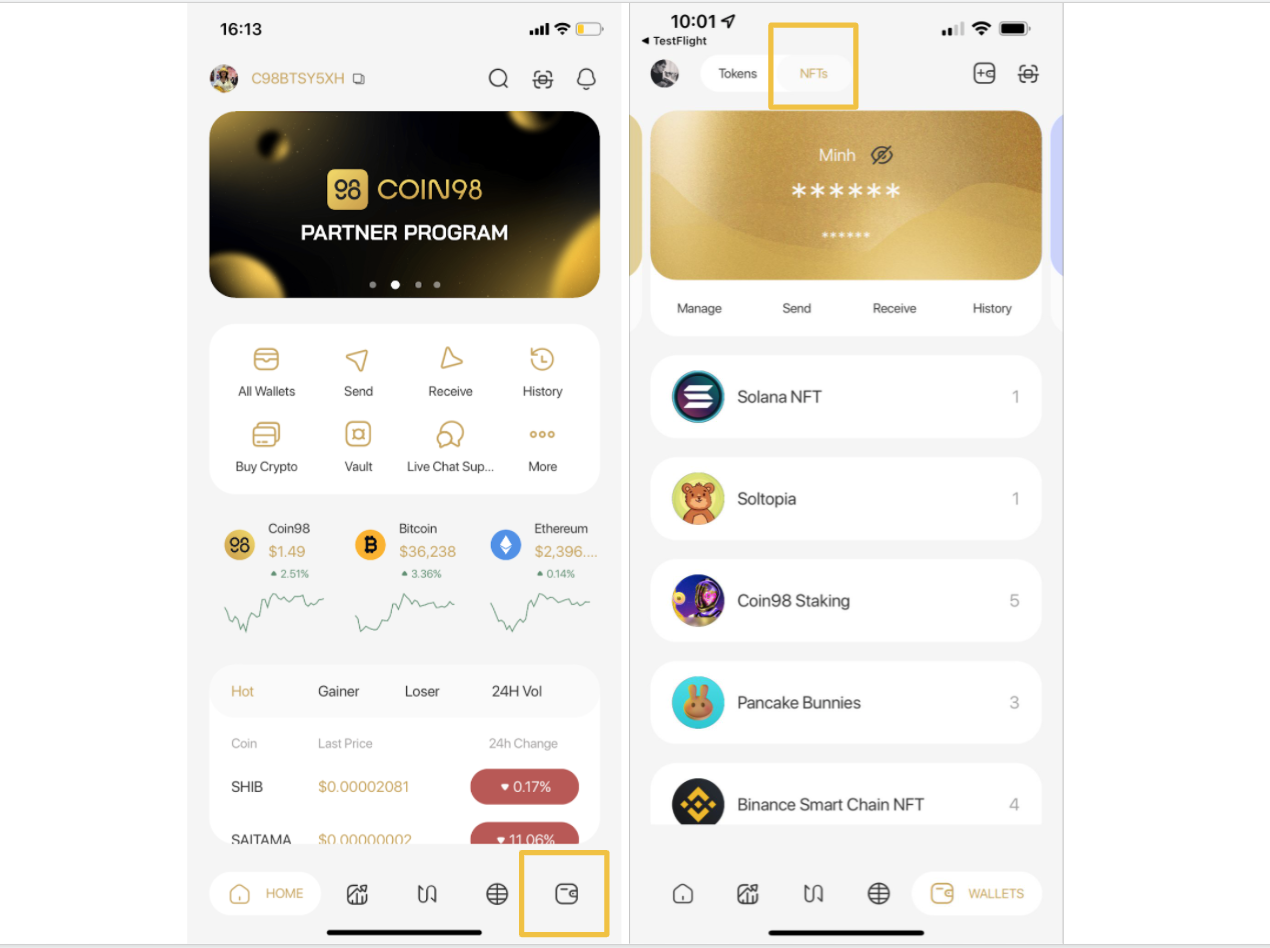 16:13
C98BTSY5XH
98 COIN98
PARTNER PROGRAM
All Wallets Send Receive History
Buy Crypto Vault Live Chat Sup... More
98 Coin98 $1.49 2.51%
Bitcoin $36,238 3.36%
Ethereum $2,396.... 0.14%
Hot Gainer Loser 24H Vol
Coin Last Price 24h Change
SHIB $0.00002081 0.17%
SAITAMA $0.00000002 11.06%
HOME
10:01
TestFlight
Tokens NFTs
Minh
******
******
Manage Send Receive History
Solana NFT 1
Soltopia 1
Coin98 Staking 5
Pancake Bunnies 3
Binance Smart Chain NFT 4
WALLETS